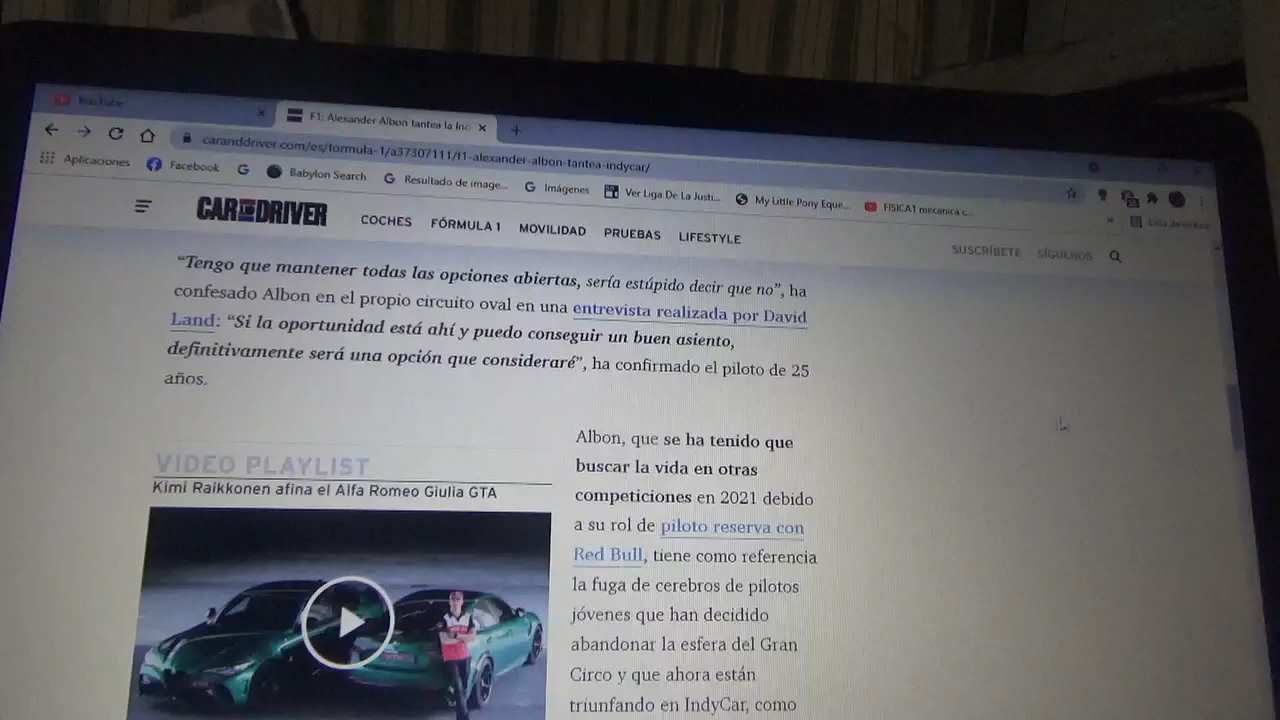 YouTube
F1: Alexander Albon tantea la Ind
caranddriver.com/es/formula-1/a37307111/f1-alexander-albon-tantea-indycar/
Aplicaciones
Facebook
Babylon Search
Resultado de image...
Imágenes
Ver Liga De La Justi...
My Little Pony Eque...
FISICA1 mecanica c...
CAR AND DRIVER
COCHES
FÓRMULA 1
MOVILIDAD
PRUEBAS
LIFESTYLE
SUSCRÍBETE
SÍGUENOS
“Tengo que mantener todas las opciones abiertas, sería estúpido decir que no”, ha
confesado Albon en el propio circuito oval en una entrevista realizada por David
Land: “Si la oportunidad está ahí y puedo conseguir un buen asiento,
definitivamente será una opción que consideraré”, ha confirmado el piloto de 25
años.
VIDEO PLAYLIST
Kimi Raikkonen afina el Alfa Romeo Giulia GTA
Albon, que se ha tenido que
buscar la vida en otras
competiciones en 2021 debido
a su rol de piloto reserva con
Red Bull, tiene como referencia
la fuga de cerebros de pilotos
jóvenes que han decidido
abandonar la esfera del Gran
Circo y que ahora están
triunfando en IndyCar, como